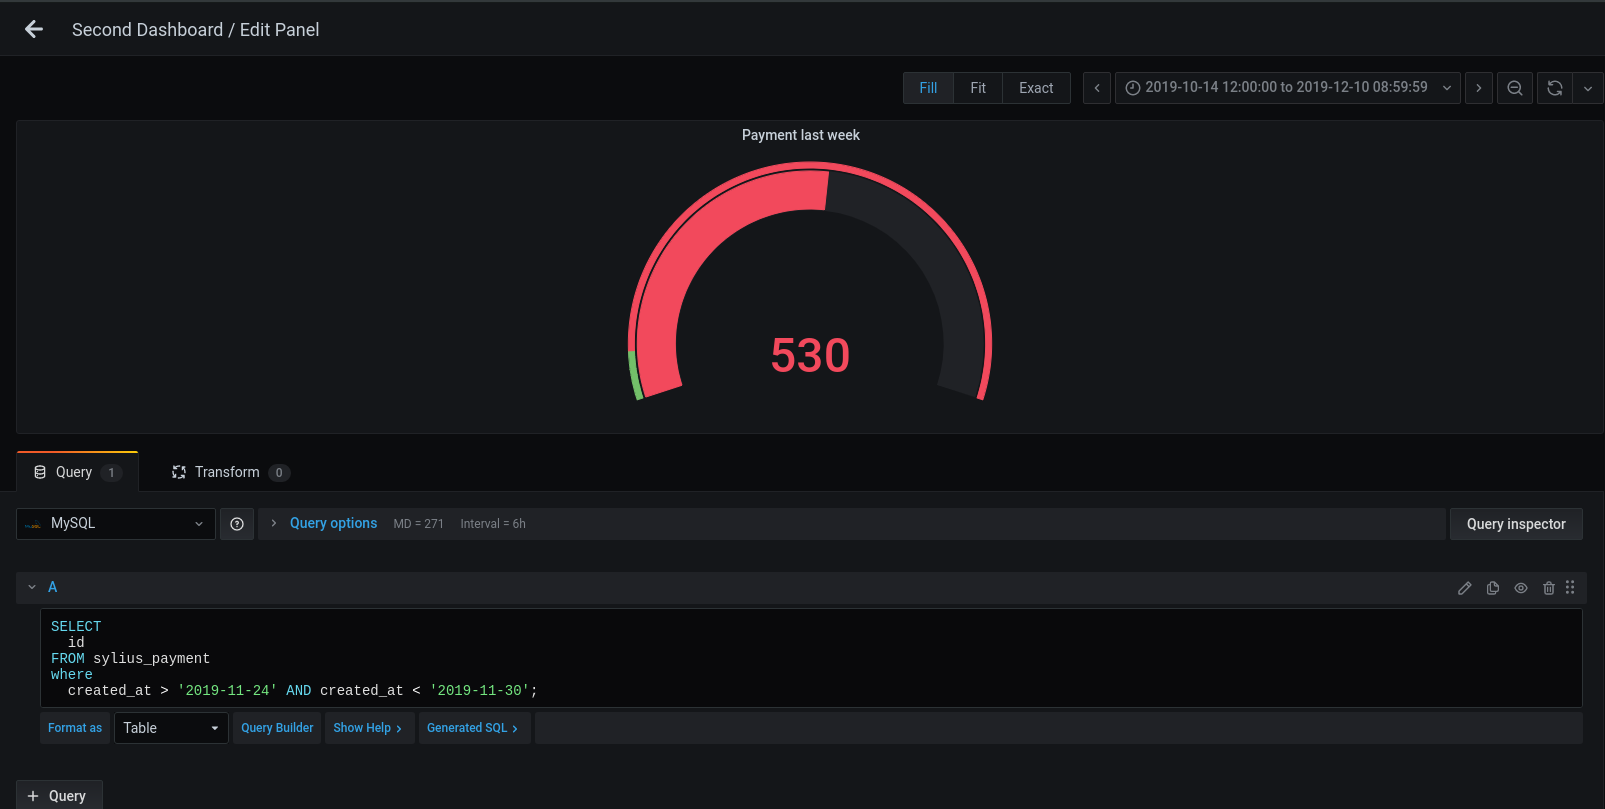 Second Dashboard / Edit Panel
Fill Fit Exact 2019-10-14 12:00:00 to 2019-12-10 08:59:59
Payment last week
530
Query 1 Transform 0
MySQL Query options MD = 271 Interval = 6h Query inspector
A
SELECT
id
FROM sylius_payment
where
created_at > '2019-11-24' AND created_at < '2019-11-30';
Format as Table Query Builder Show Help Generated SQL
+ Query